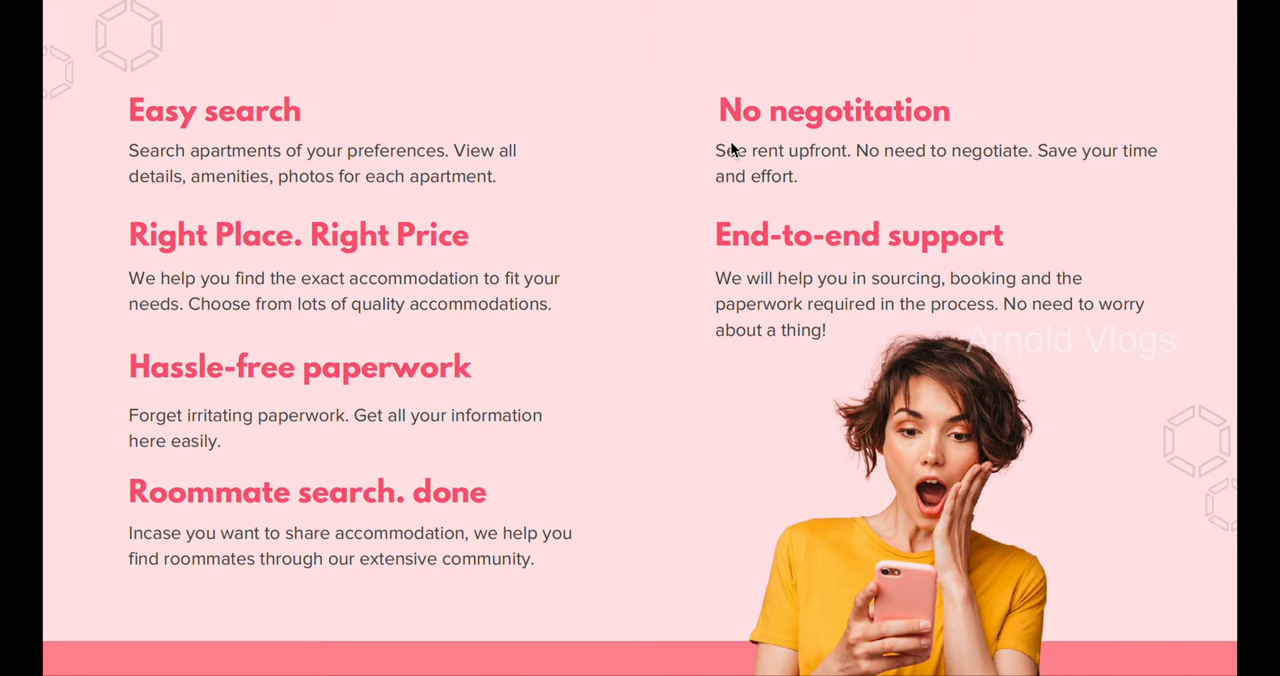 Easy search
Search apartments of your preferences. View all
details, amenities, photos for each apartment.
Right Place. Right Price
We help you find the exact accommodation to fit your
needs. Choose from lots of quality accommodations.
Hassle-free paperwork
Forget irritating paperwork. Get all your information
here easily.
Roommate search. done
Incase you want to share accommodation, we help you
find roommates through our extensive community.
No negotitation
See rent upfront. No need to negotiate. Save your time
and effort.
End-to-end support
We will help you in sourcing, booking and the
paperwork required in the process. No need to worry
about a thing!
Arnold Vlogs